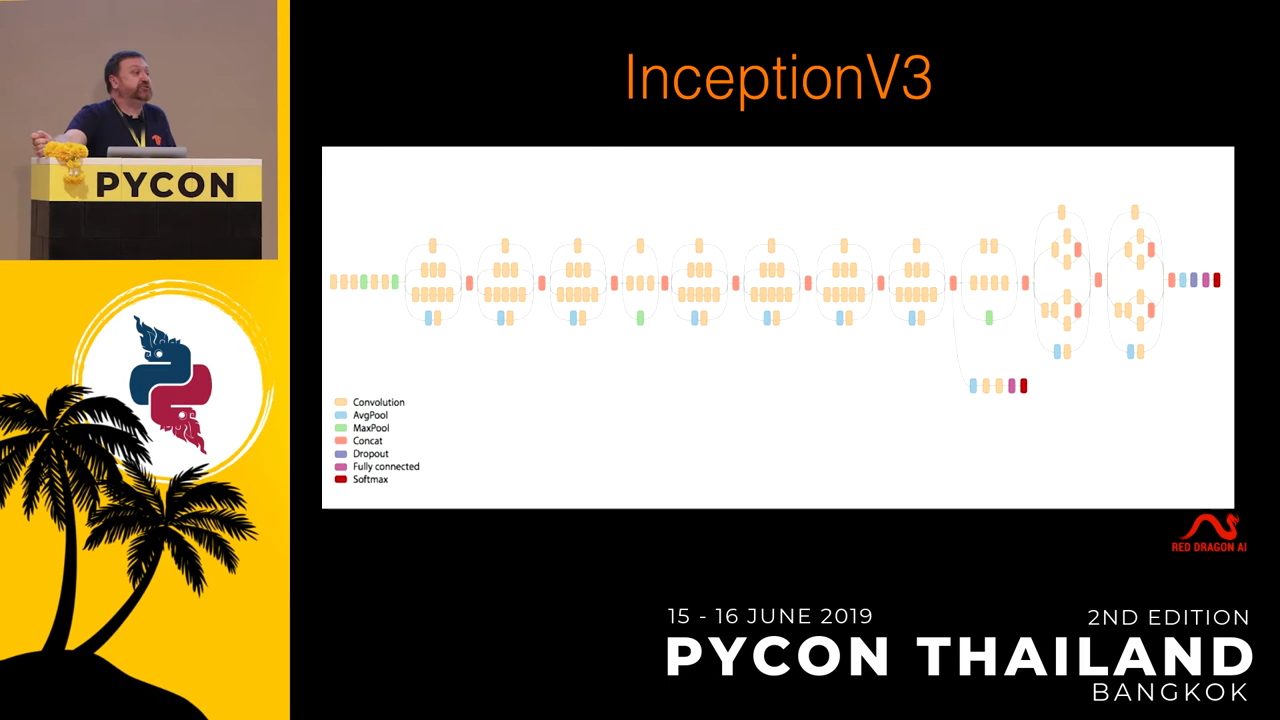 InceptionV3
PYCON
Convolution
AvgPool
MaxPool
Concat
Dropout
Fully connected
Softmax
RED DRAGON AI
15 - 16 JUNE 2019
2ND EDITION
PYCON THAILAND
BANGKOK